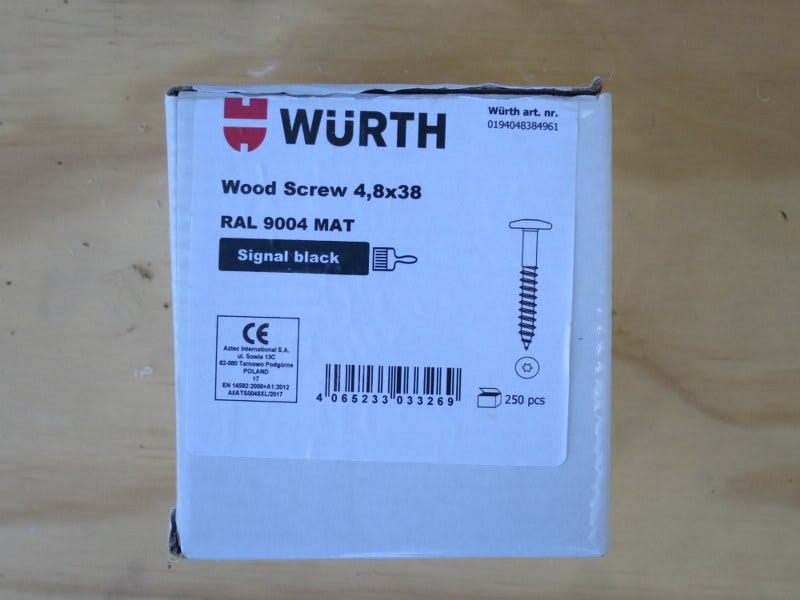 WÜRTH
Würth art. nr.
0194048384961
Wood Screw 4,8x38
RAL 9004 MAT
Signal black
CE
Aztec International S.A.
ul. Sowia 13C
62-080 Tarnowo Podgórne
POLAND
17
EN 14592:2008+A1:2012
4 065233 033269
250 pcs